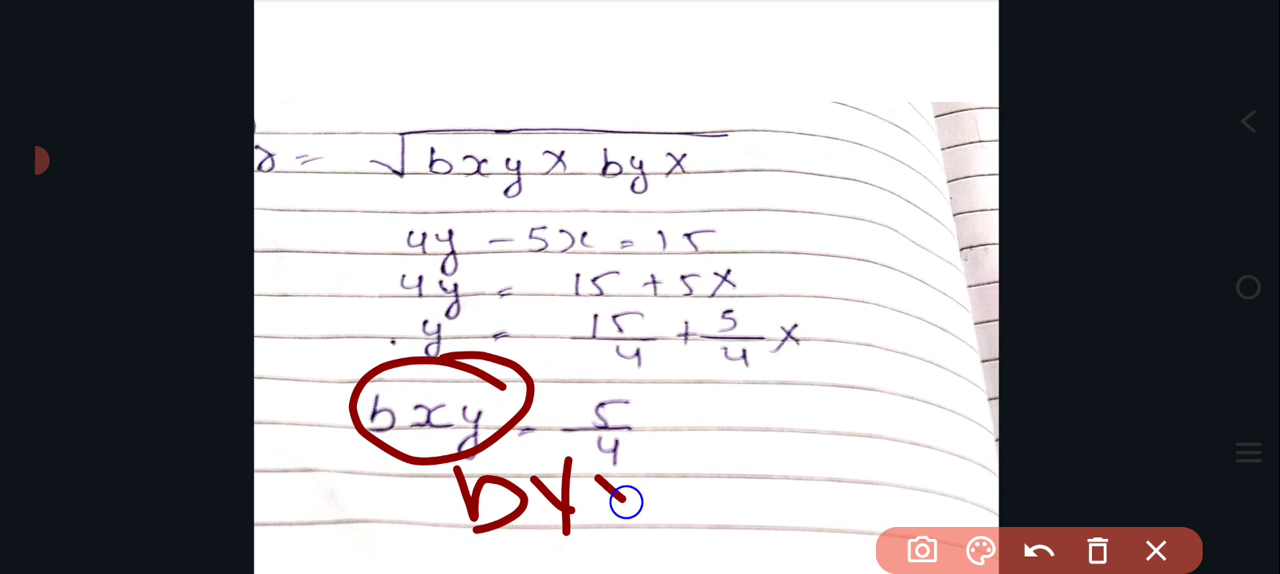 r = √bxy x byx
4y - 5x = 15
4y = 15 + 5x
y = 15/4 + 5/4 x
bxy = 5/4
by